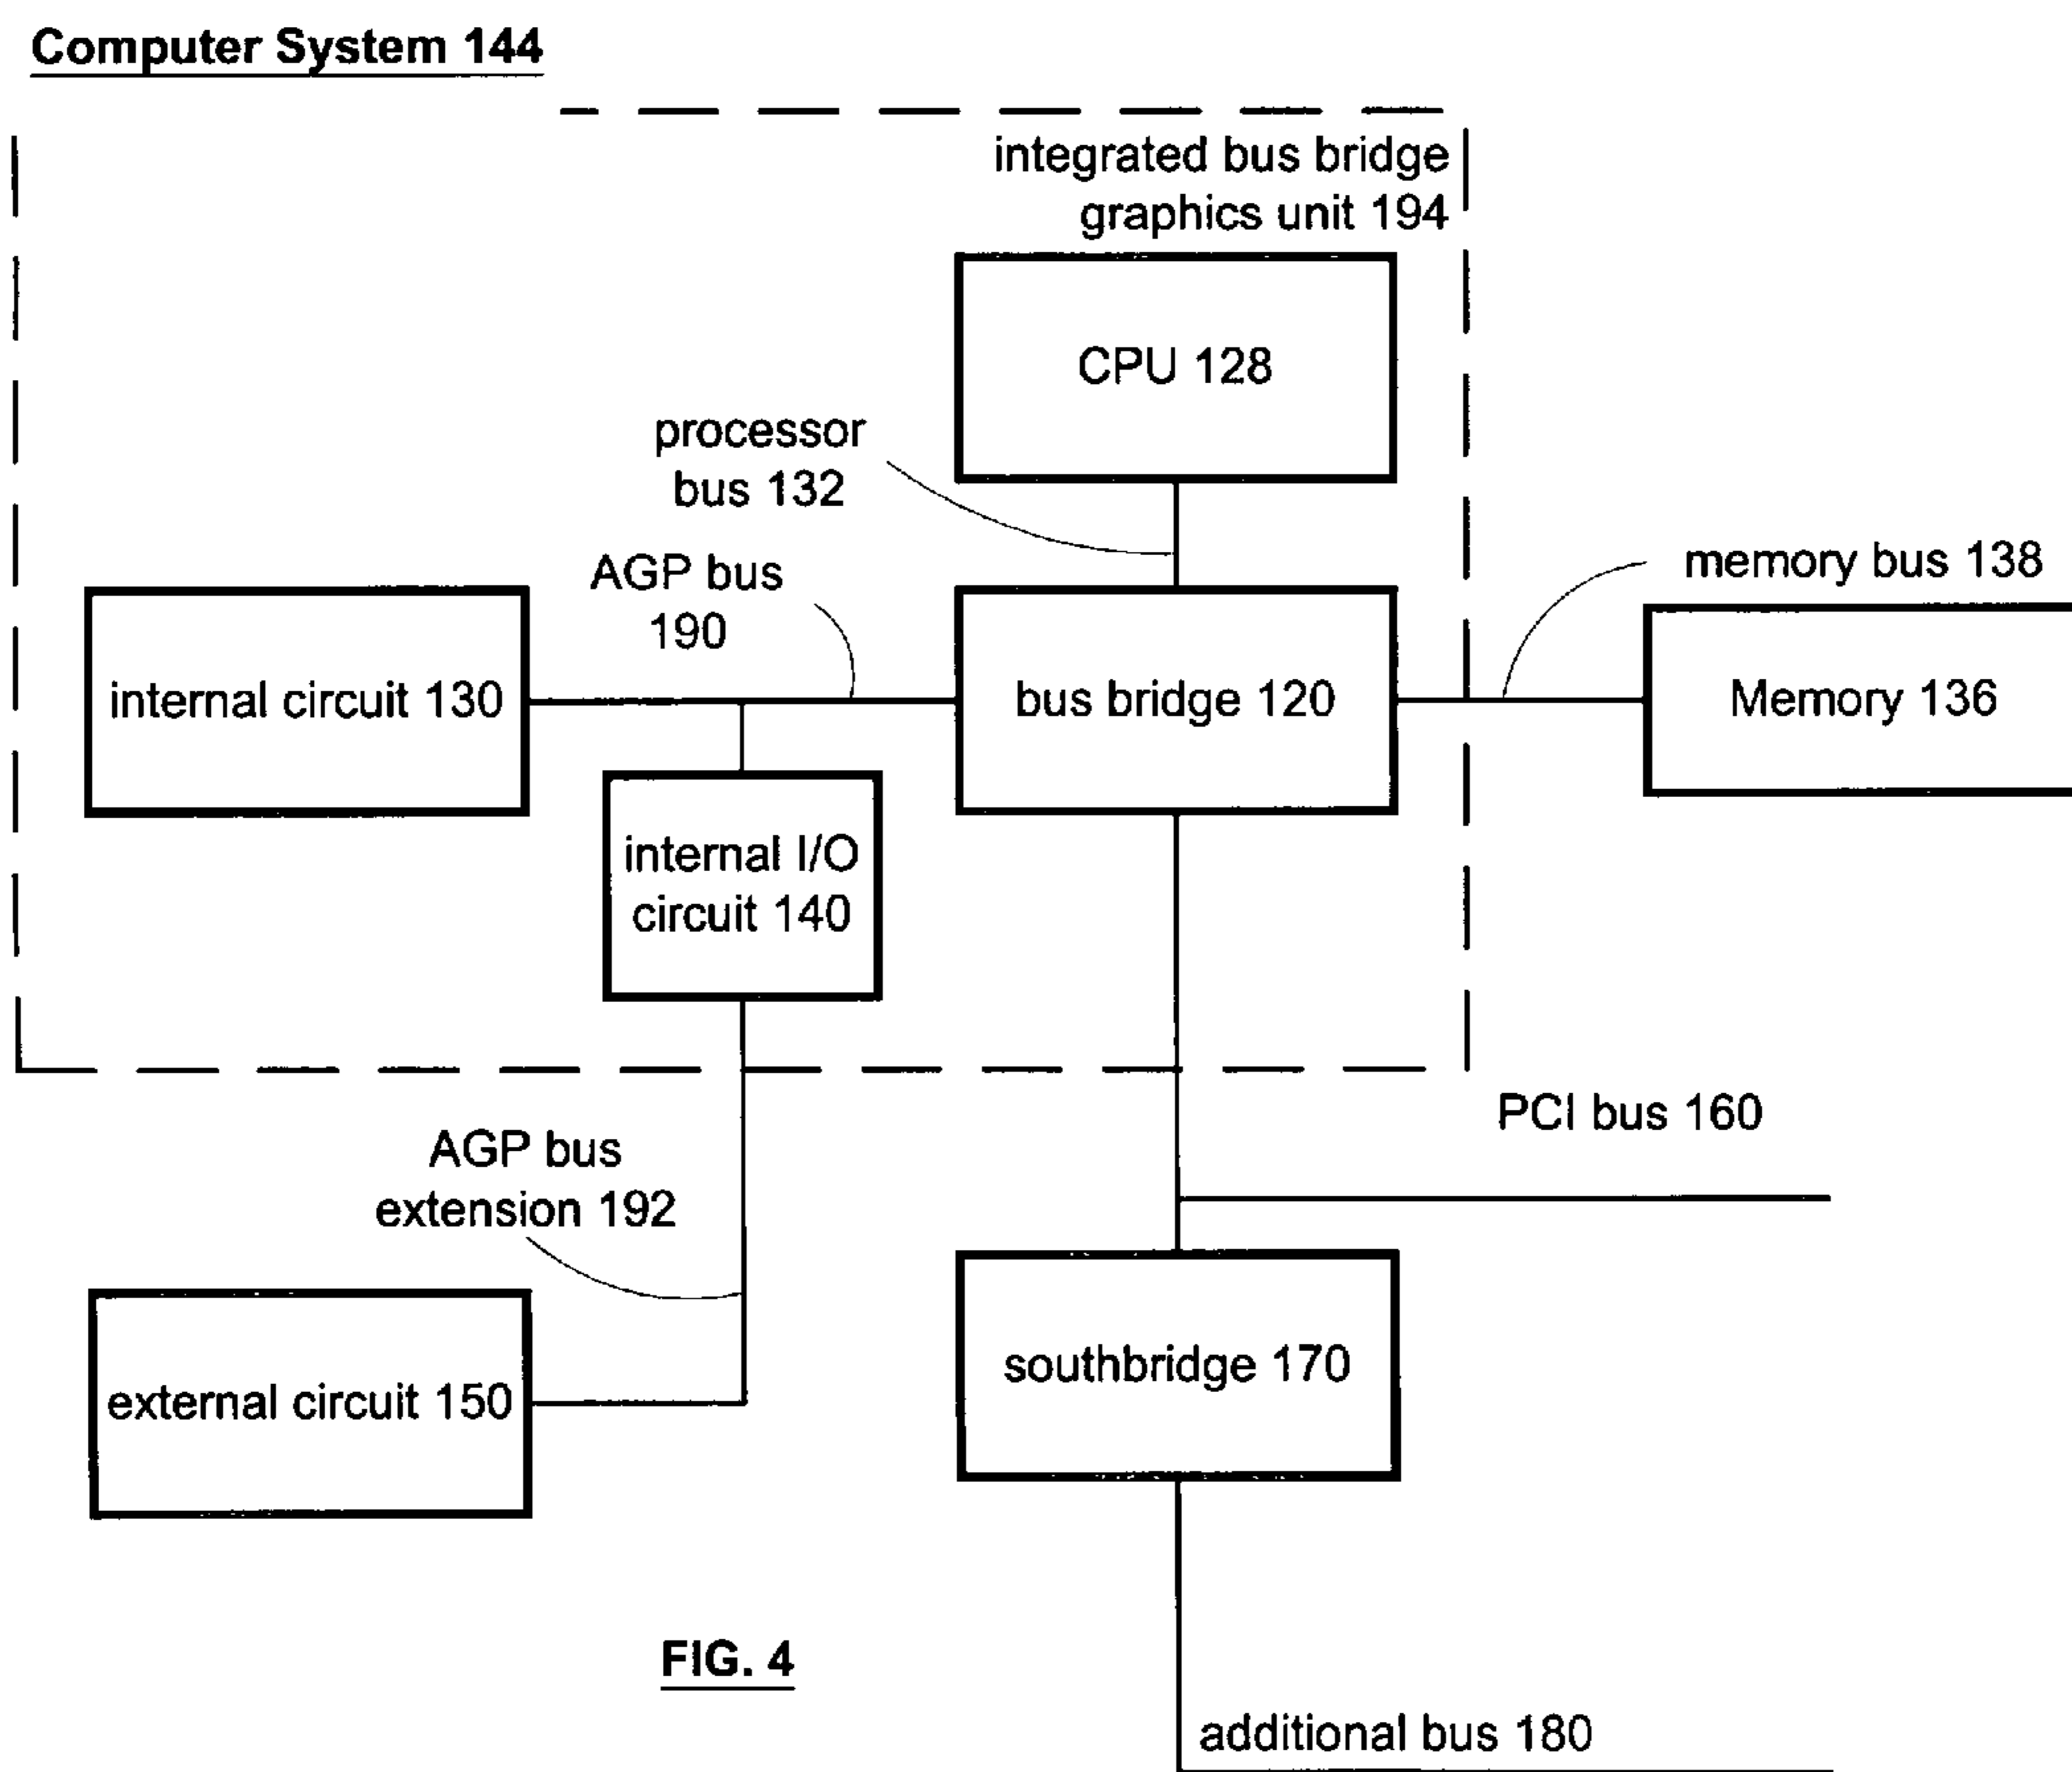 Computer System 144
integrated bus bridge
graphics unit 194
CPU 128
processor
bus 132
AGP bus
190
memory bus 138
internal circuit 130
bus bridge 120
Memory 136
internal I/O
circuit 140
PCI bus 160
AGP bus
extension 192
southbridge 170
external circuit 150
FIG. 4
additional bus 180